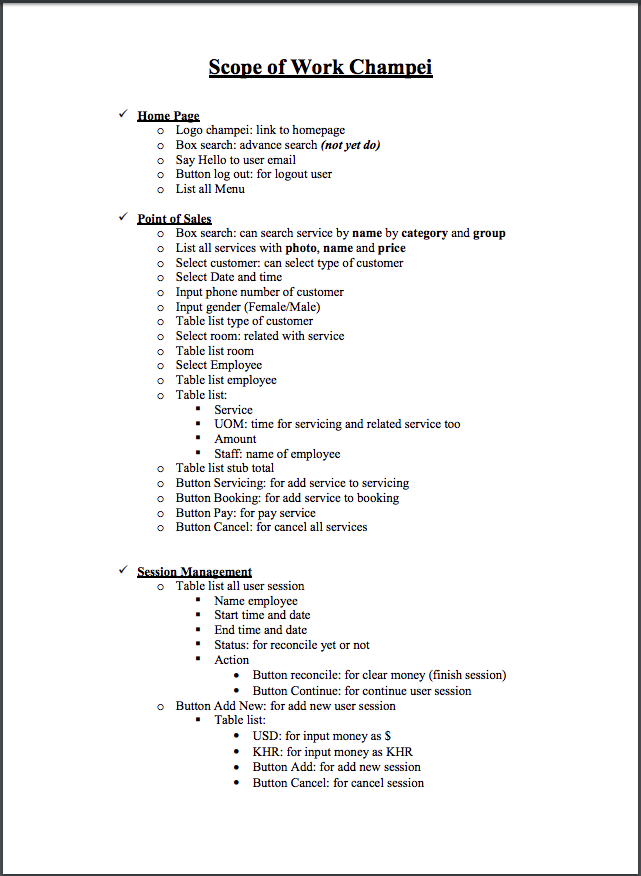 Scope of Work Champei
✓ Home Page
o Logo champei: link to homepage
o Box search: advance search (not yet do)
o Say Hello to user email
o Button log out: for logout user
o List all Menu
✓ Point of Sales
o Box search: can search service by name by category and group
o List all services with photo, name and price
o Select customer: can select type of customer
o Select Date and time
o Input phone number of customer
o Input gender (Female/Male)
o Table list type of customer
o Select room: related with service
o Table list room
o Select Employee
o Table list employee
o Table list:
▪ Service
▪ UOM: time for servicing and related service too
▪ Amount
▪ Staff: name of employee
o Table list stub total
o Button Servicing: for add service to servicing
o Button Booking: for add service to booking
o Button Pay: for pay service
o Button Cancel: for cancel all services
✓ Session Management
o Table list all user session
▪ Name employee
▪ Start time and date
▪ End time and date
▪ Status: for reconcile yet or not
▪ Action
• Button reconcile: for clear money (finish session)
• Button Continue: for continue user session
o Button Add New: for add new user session
▪ Table list:
• USD: for input money as $
• KHR: for input money as KHR
• Button Add: for add new session
• Button Cancel: for cancel session